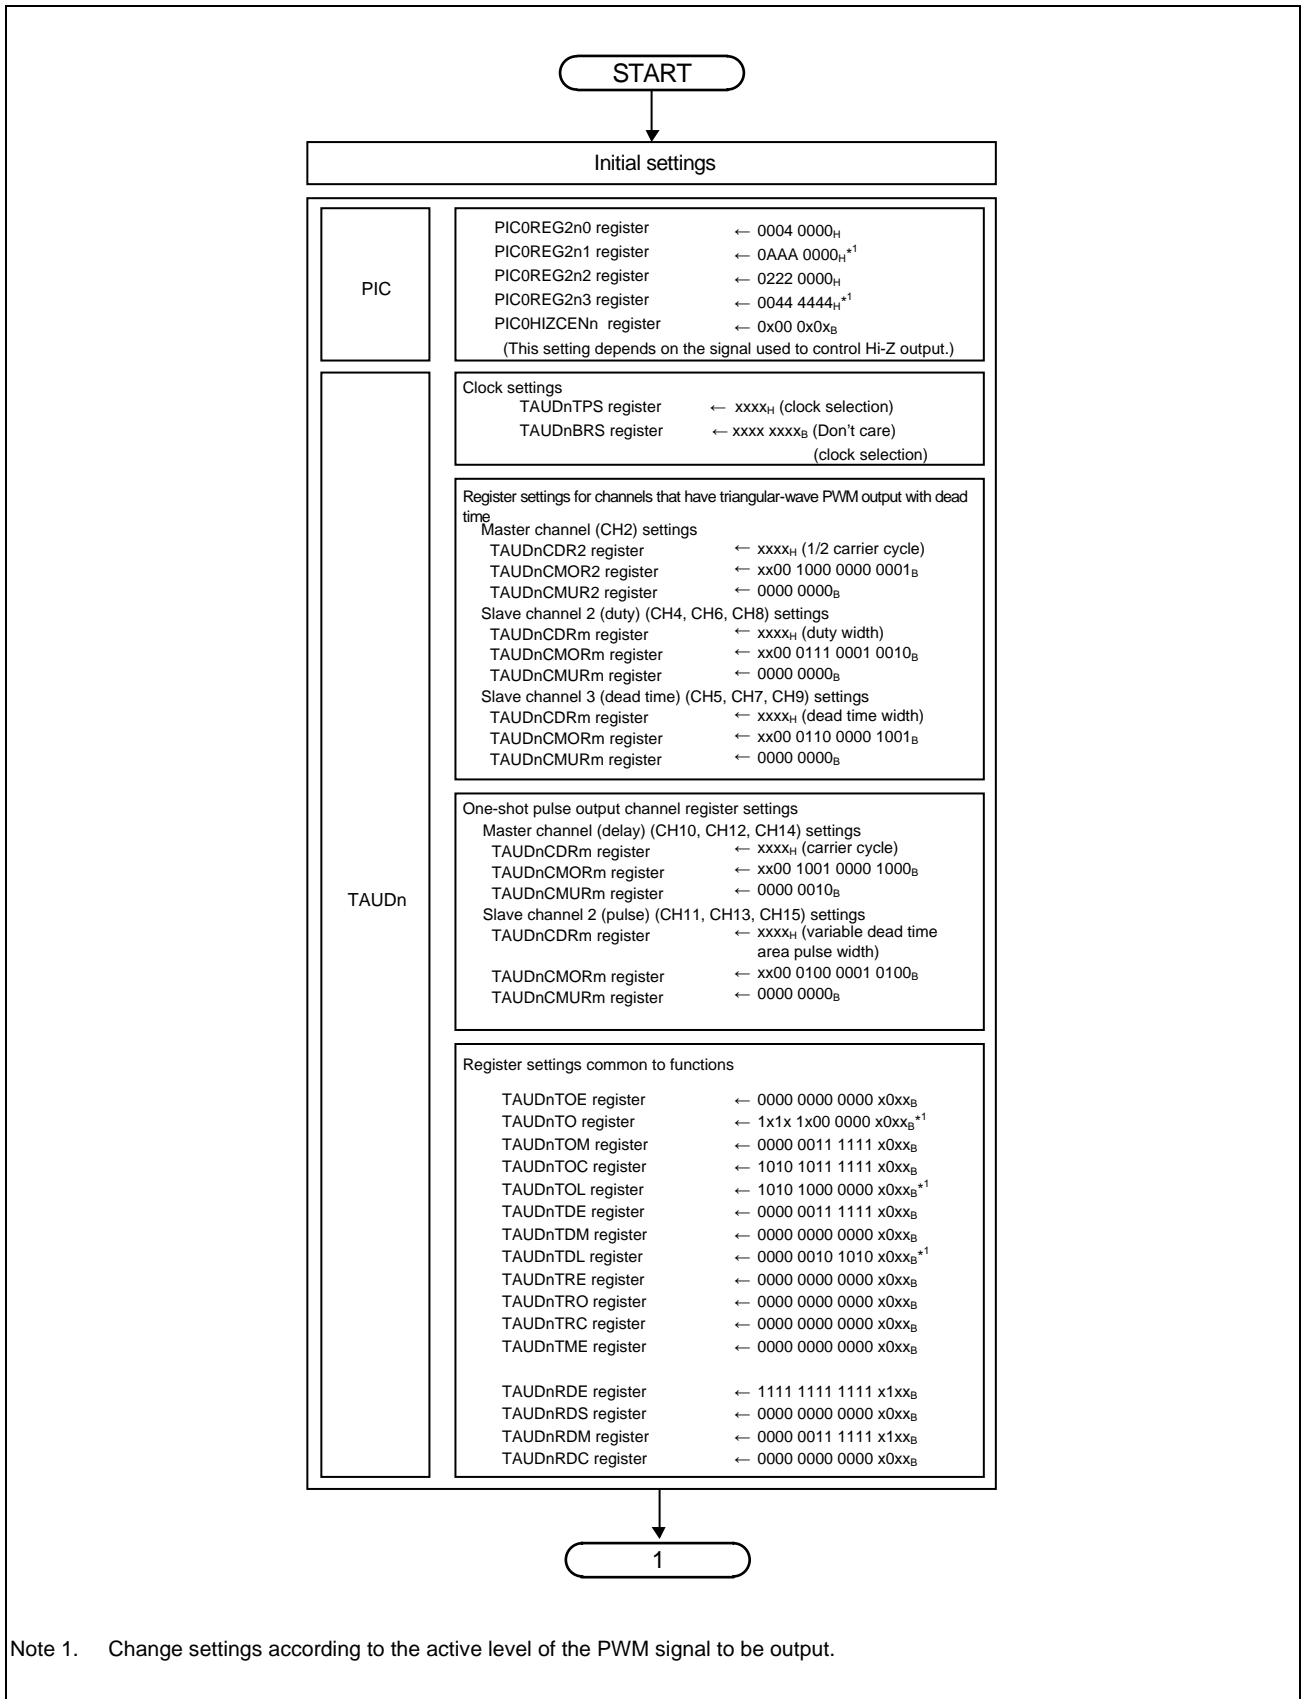 START
Initial settings
PIC
PIC0REG2n0 register ← 0004 0000H
PIC0REG2n1 register ← 0AAA 0000H*1
PIC0REG2n2 register ← 0222 0000H
PIC0REG2n3 register ← 0044 4444H*1
PIC0HIZCENn register ← 0x00 0x0xB
(This setting depends on the signal used to control Hi-Z output.)
TAUDn
Clock settings
TAUDnTPS register ← xxxxH (clock selection)
TAUDnBRS register ← xxxx xxxxB (Don't care)
(clock selection)
Register settings for channels that have triangular-wave PWM output with dead
time
Master channel (CH2) settings
TAUDnCDR2 register ← xxxxH (1/2 carrier cycle)
TAUDnCMOR2 register ← xx00 1000 0000 0001B
TAUDnCMUR2 register ← 0000 0000B
Slave channel 2 (duty) (CH4, CH6, CH8) settings
TAUDnCDRm register ← xxxxH (duty width)
TAUDnCMORm register ← xx00 0111 0001 0010B
TAUDnCMURm register ← 0000 0000B
Slave channel 3 (dead time) (CH5, CH7, CH9) settings
TAUDnCDRm register ← xxxxH (dead time width)
TAUDnCMORm register ← xx00 0110 0000 1001B
TAUDnCMURm register ← 0000 0000B
One-shot pulse output channel register settings
Master channel (delay) (CH10, CH12, CH14) settings
TAUDnCDRm register ← xxxxH (carrier cycle)
TAUDnCMORm register ← xx00 1001 0000 1000B
TAUDnCMURm register ← 0000 0010B
Slave channel 2 (pulse) (CH11, CH13, CH15) settings
TAUDnCDRm register ← xxxxH (variable dead time
area pulse width)
TAUDnCMORm register ← xx00 0100 0001 0100B
TAUDnCMURm register ← 0000 0000B
Register settings common to functions
TAUDnTOE register ← 0000 0000 0000 x0xxB
TAUDnTO register ← 1x1x 1x00 0000 x0xxB*1
TAUDnTOM register ← 0000 0011 1111 x0xxB
TAUDnTOC register ← 1010 1011 1111 x0xxB
TAUDnTOL register ← 1010 1000 0000 x0xxB*1
TAUDnTDE register ← 0000 0011 1111 x0xxB
TAUDnTDM register ← 0000 0000 0000 x0xxB
TAUDnTDL register ← 0000 0010 1010 x0xxB*1
TAUDnTRE register ← 0000 0000 0000 x0xxB
TAUDnTRO register ← 0000 0000 0000 x0xxB
TAUDnTRC register ← 0000 0000 0000 x0xxB
TAUDnTME register ← 0000 0000 0000 x0xxB
TAUDnRDE register ← 1111 1111 1111 x1xxB
TAUDnRDS register ← 0000 0000 0000 x0xxB
TAUDnRDM register ← 0000 0011 1111 x1xxB
TAUDnRDC register ← 0000 0000 0000 x0xxB
1
Note 1. Change settings according to the active level of the PWM signal to be output.